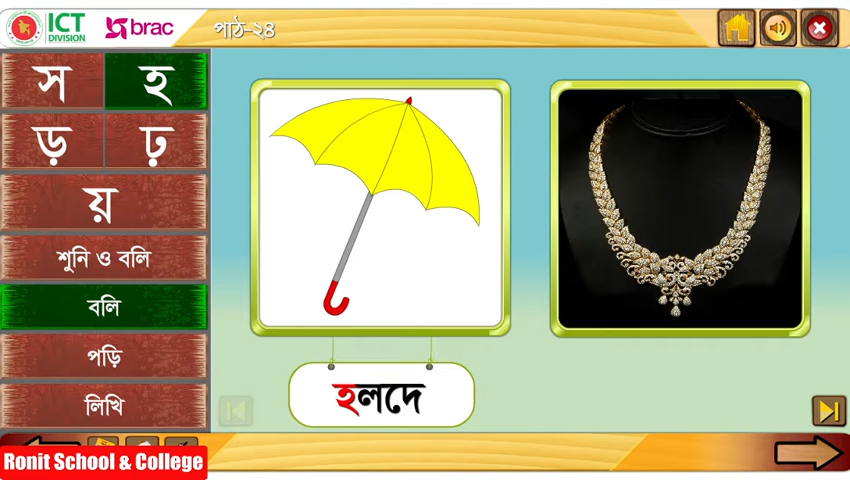 ICT
DIVISION
brac
পাঠ-২৪
স
হ
ড়
ঢ়
য়
শুনি ও বলি
বলি
পড়ি
লিখি
হলদে
Ronit School & College